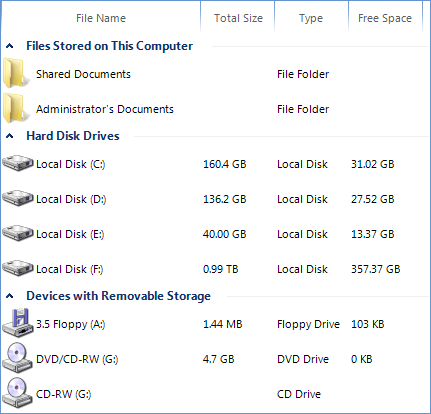 File Name Total Size Type Free Space
Files Stored on This Computer
Shared Documents File Folder
Administrator's Documents File Folder
Hard Disk Drives
Local Disk (C:) 160.4 GB Local Disk 31.02 GB
Local Disk (D:) 136.2 GB Local Disk 27.52 GB
Local Disk (E:) 40.00 GB Local Disk 13.37 GB
Local Disk (F:) 0.99 TB Local Disk 357.37 GB
Devices with Removable Storage
3.5 Floppy (A:) 1.44 MB Floppy Drive 103 KB
DVD/CD-RW (G:) 4.7 GB DVD Drive 0 KB
CD-RW (G:) CD Drive